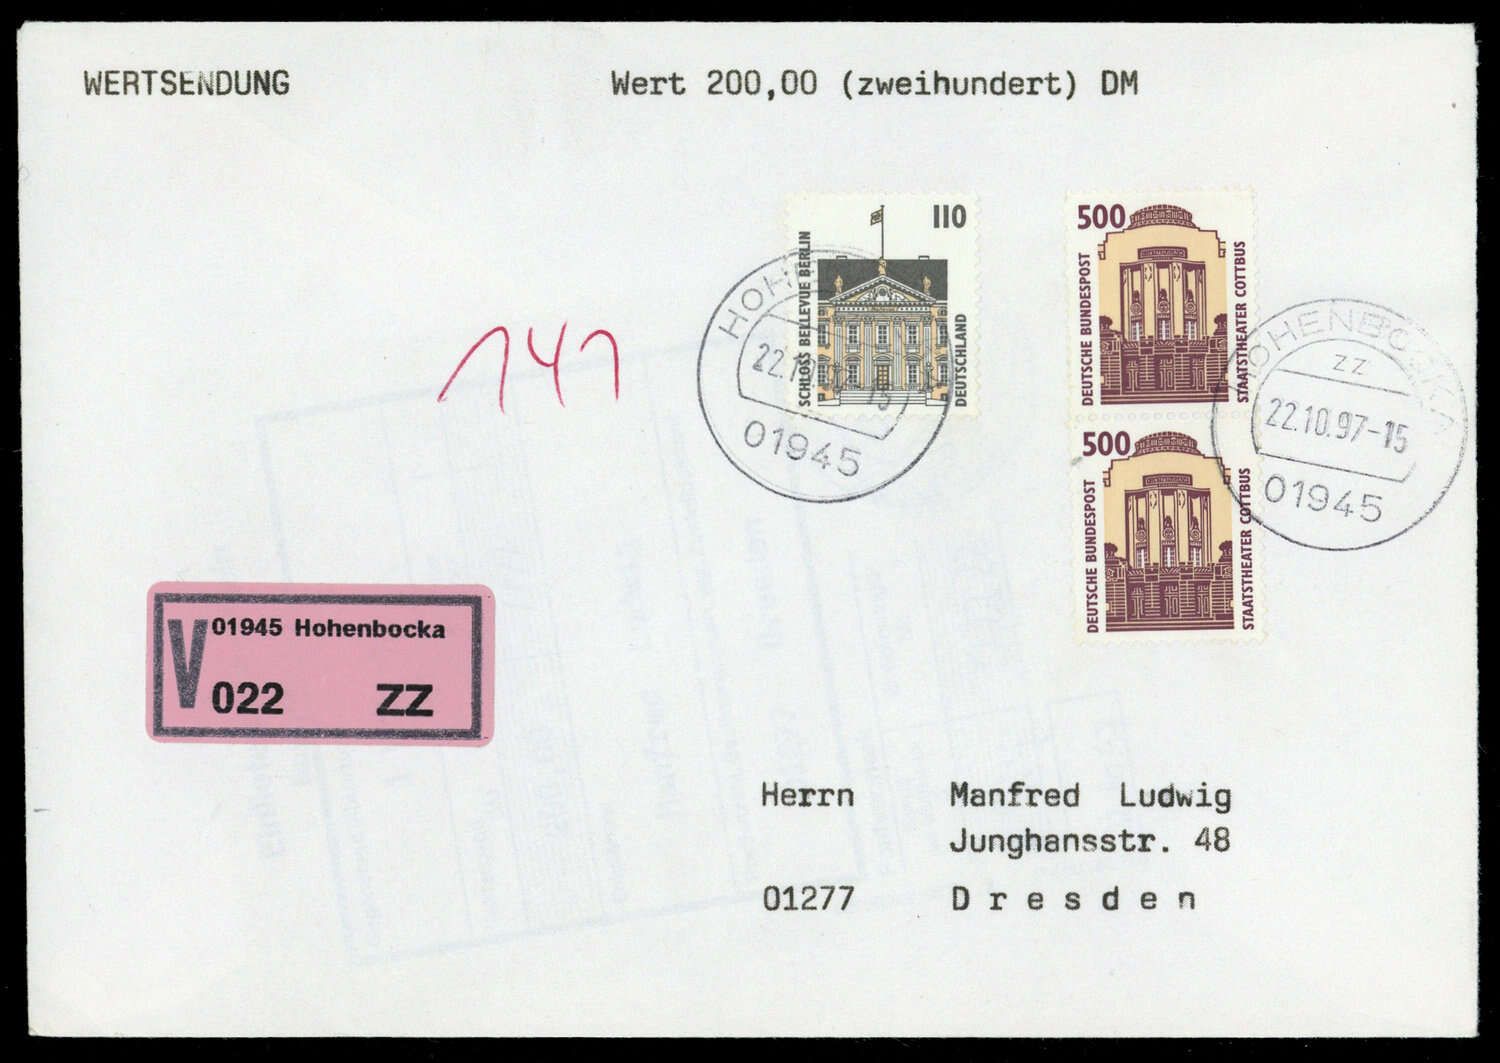 WERTSENDUNG Wert 200,00 (zweihundert) DM
110
SCHLOSS BELLEVUE BERLIN
DEUTSCHLAND
500
DEUTSCHE BUNDESPOST
STAATSTHEATER COTTBUS
500
DEUTSCHE BUNDESPOST
STAATSTHEATER COTTBUS
01945
HOHENBOCKA
zz
22.10.97-15
01945
141
V 01945 Hohenbocka
022 ZZ
Herrn Manfred Ludwig
Junghansstr. 48
01277 Dresden